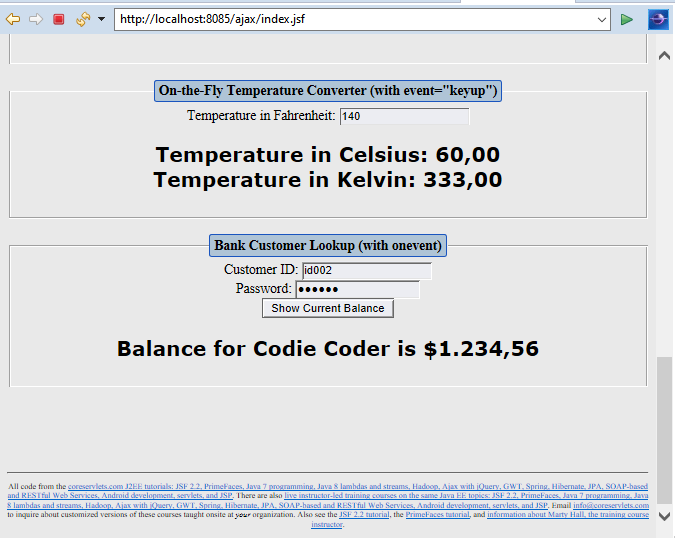 http://localhost:8085/ajax/index.jsf
On-the-Fly Temperature Converter (with event="keyup")
Temperature in Fahrenheit: 140
Temperature in Celsius: 60,00
Temperature in Kelvin: 333,00
Bank Customer Lookup (with onevent)
Customer ID: id002
Password: ●●●●●●
Show Current Balance
Balance for Codie Coder is $1.234,56
All code from the coreservlets.com J2EE tutorials: JSF 2.2, PrimeFaces, Java 7 programming, Java 8 lambdas and streams, Hadoop, Ajax with jQuery, GWT, Spring, Hibernate, JPA, SOAP-based
and RESTful Web Services, Android development, servlets, and JSP. There are also live instructor-led training courses on the same Java EE topics: JSF 2.2, PrimeFaces, Java 7 programming, Java
8 lambdas and streams, Hadoop, Ajax with jQuery, GWT, Spring, Hibernate, JPA, SOAP-based and RESTful Web Services, Android development, servlets, and JSP. Email info@coreservlets.com
to inquire about customized versions of these courses taught onsite at your organization. Also see the JSF 2.2 tutorial, the PrimeFaces tutorial, and information about Marty Hall, the training course
instructor.